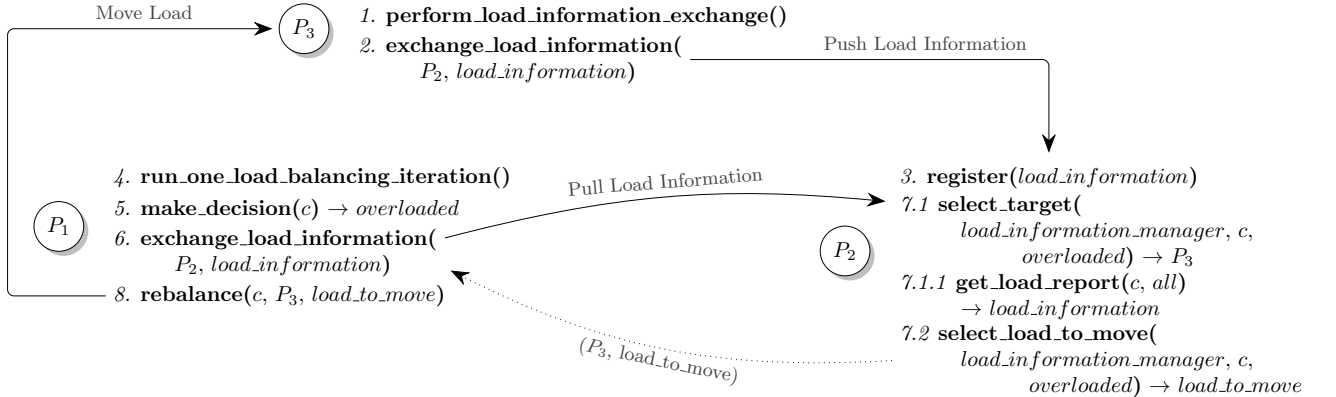 Move Load
P3
1. perform_load_information_exchange()
2. exchange_load_information(
P2, load_information)
Push Load Information
P1
4. run_one_load_balancing_iteration()
5. make_decision(c) → overloaded
6. exchange_load_information(
P2, load_information)
8. rebalance(c, P3, load_to_move)
Pull Load Information
(P3, load_to_move)
P2
3. register(load_information)
7.1 select_target(
load_information_manager, c,
overloaded) → P3
7.1.1 get_load_report(c, all)
→ load_information
7.2 select_load_to_move(
load_information_manager, c,
overloaded) → load_to_move